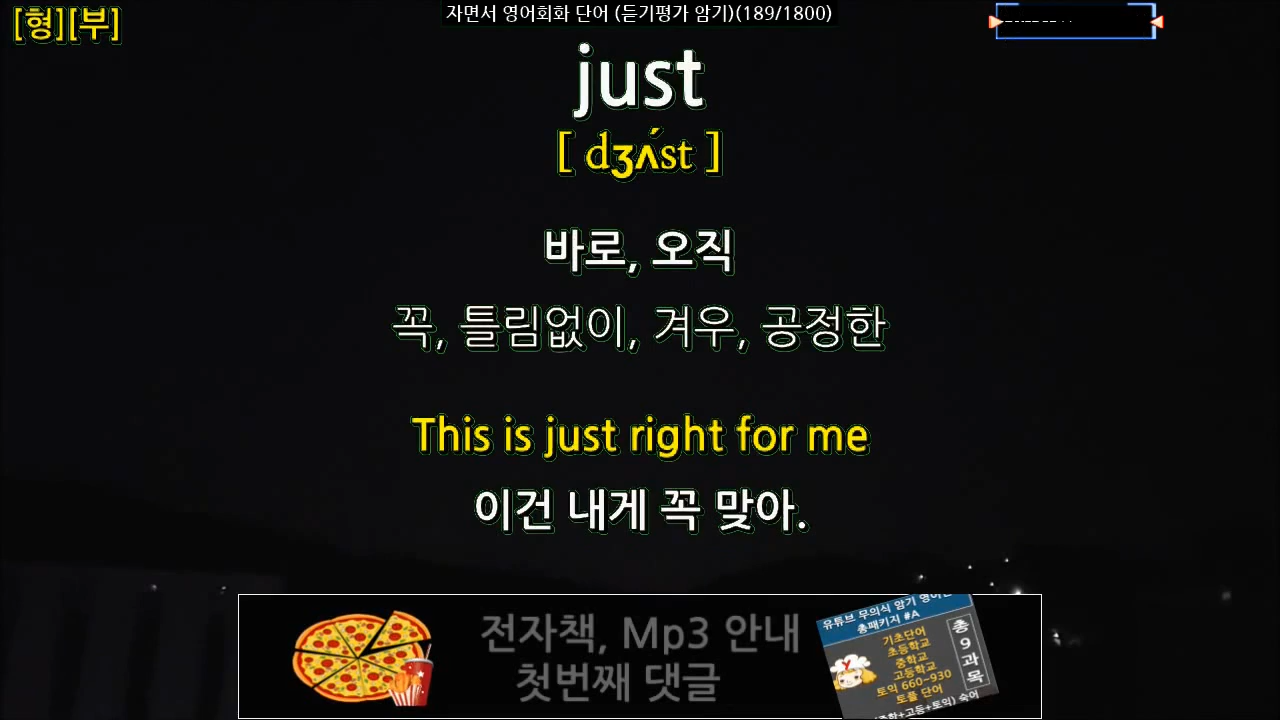 [형][부]
자면서 영어회화 단어 (듣기평가 암기)(189/1800)
just
[ dʒʌ́st ]
바로, 오직
꼭, 틀림없이, 겨우, 공정한
This is just right for me
이건 내게 꼭 맞아.
전자책, Mp3 안내
첫번째 댓글
유튜브 무의식 암기
총패키지 #A
기초단어
초등학교
중학교
고등학교
토익 660~930
토플 단어
총9과목